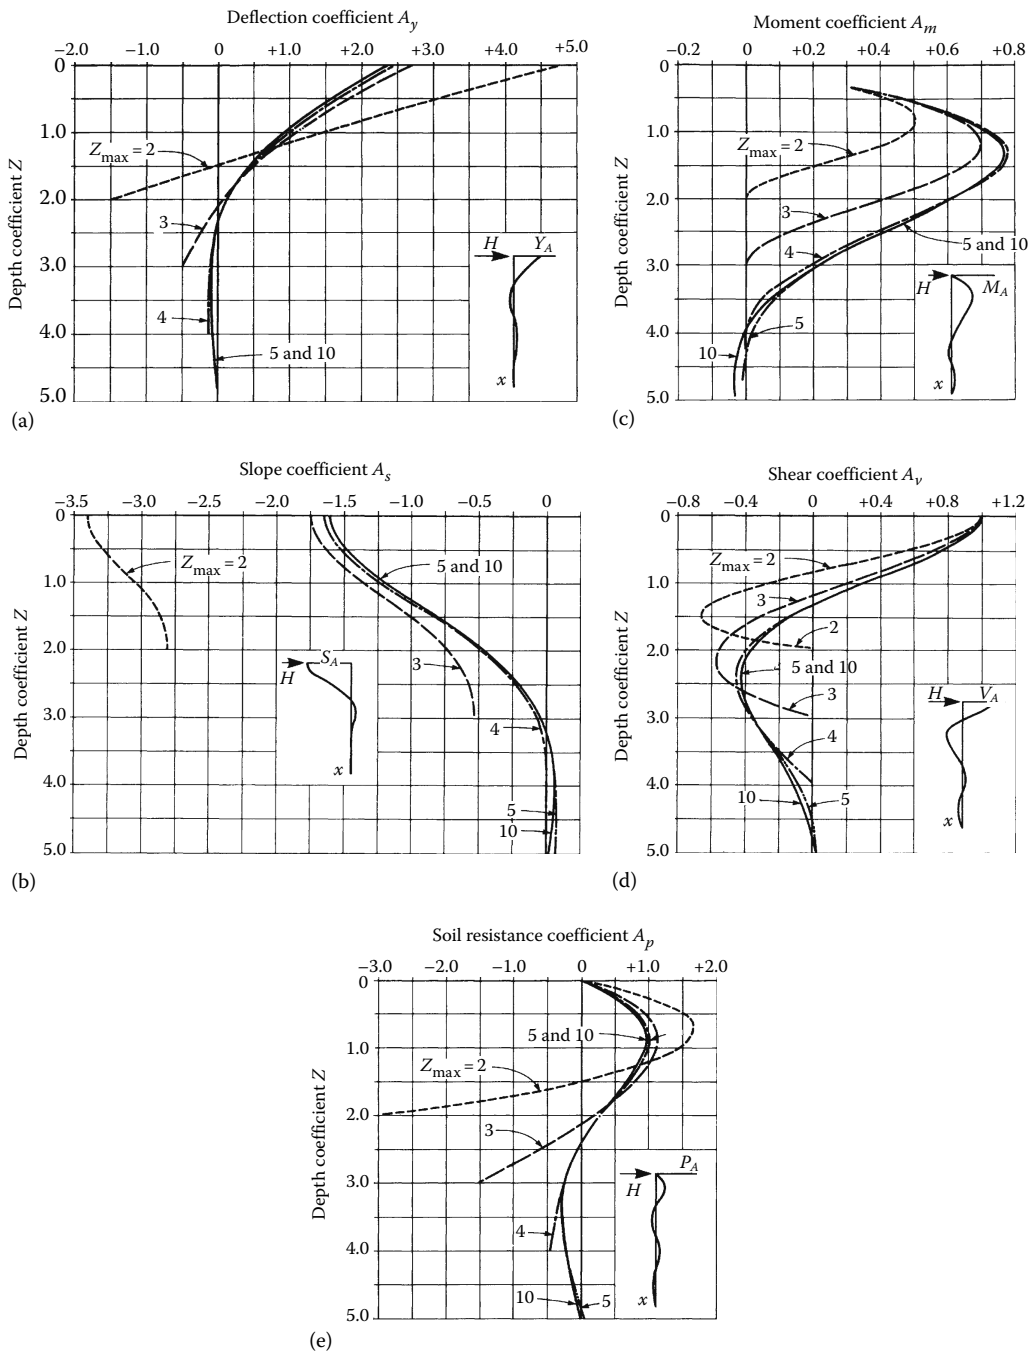 Deflection coefficient A_y
−2.0 −1.0 0 +1.0 +2.0 +3.0 +5.0
0
1.0
2.0
3.0
4.0
5.0
Depth coefficient Z
Z_max = 2
3
4
5 and 10
H Y_A
x
(a)
Moment coefficient A_m
−0.2 0 +0.2 +0.4 +0.6 +0.8
0
1.0
2.0
3.0
4.0
5.0
Depth coefficient Z
Z_max = 2
3
4
5 and 10
5
10
H M_A
x
(c)
Slope coefficient A_s
−3.5 −2.5 −2.0 −1.5 −1.0 −0.5 0
0
1.0
2.0
3.0
4.0
5.0
Depth coefficient Z
Z_max = 2
5 and 10
3
4
5
10
S_A
H
x
(b)
Shear coefficient A_v
−0.8 −0.4 0 +0.4 +0.8 +1.2
0
1.0
2.0
3.0
4.0
5.0
Depth coefficient Z
Z_max = 2
3
2
5 and 10
3
4
10
5
H V_A
x
(d)
Soil resistance coefficient A_p
−3.0 −2.0 −1.0 0 +1.0 +2.0
0
1.0
2.0
3.0
4.0
5.0
Depth coefficient Z
5 and 10
Z_max = 2
3
4
10
5
P_A
H
x
(e)